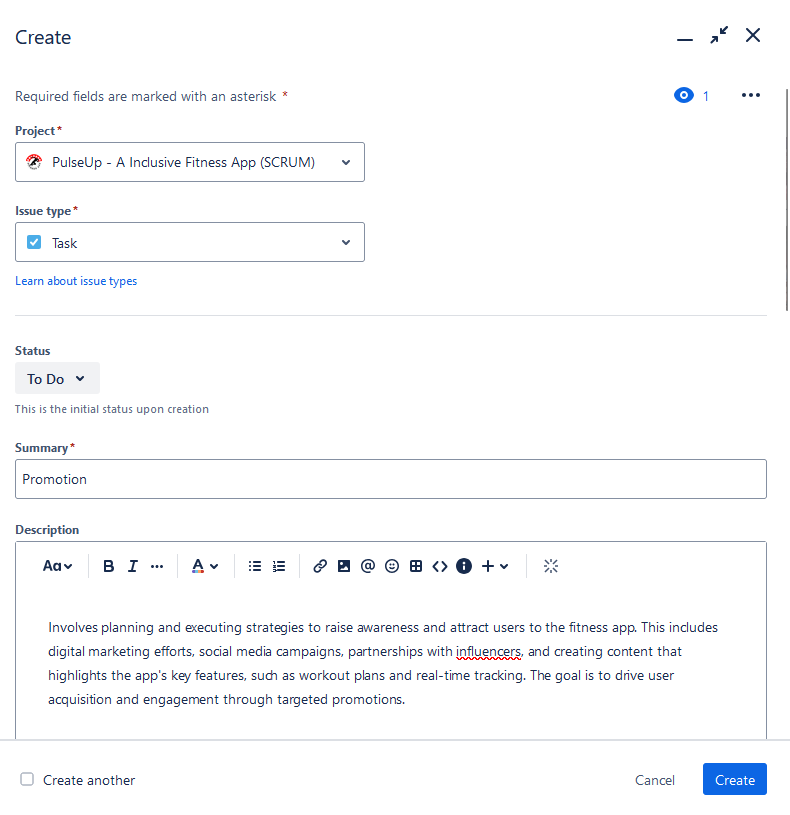 Create
Required fields are marked with an asterisk *
1
Project*
PulseUp - A Inclusive Fitness App (SCRUM)
Issue type*
Task
Learn about issue types
Status
To Do
This is the initial status upon creation
Summary*
Promotion
Description
Aa B I A
Involves planning and executing strategies to raise awareness and attract users to the fitness app. This includes
digital marketing efforts, social media campaigns, partnerships with influencers, and creating content that
highlights the app's key features, such as workout plans and real-time tracking. The goal is to drive user
acquisition and engagement through targeted promotions.
Create another
Cancel
Create